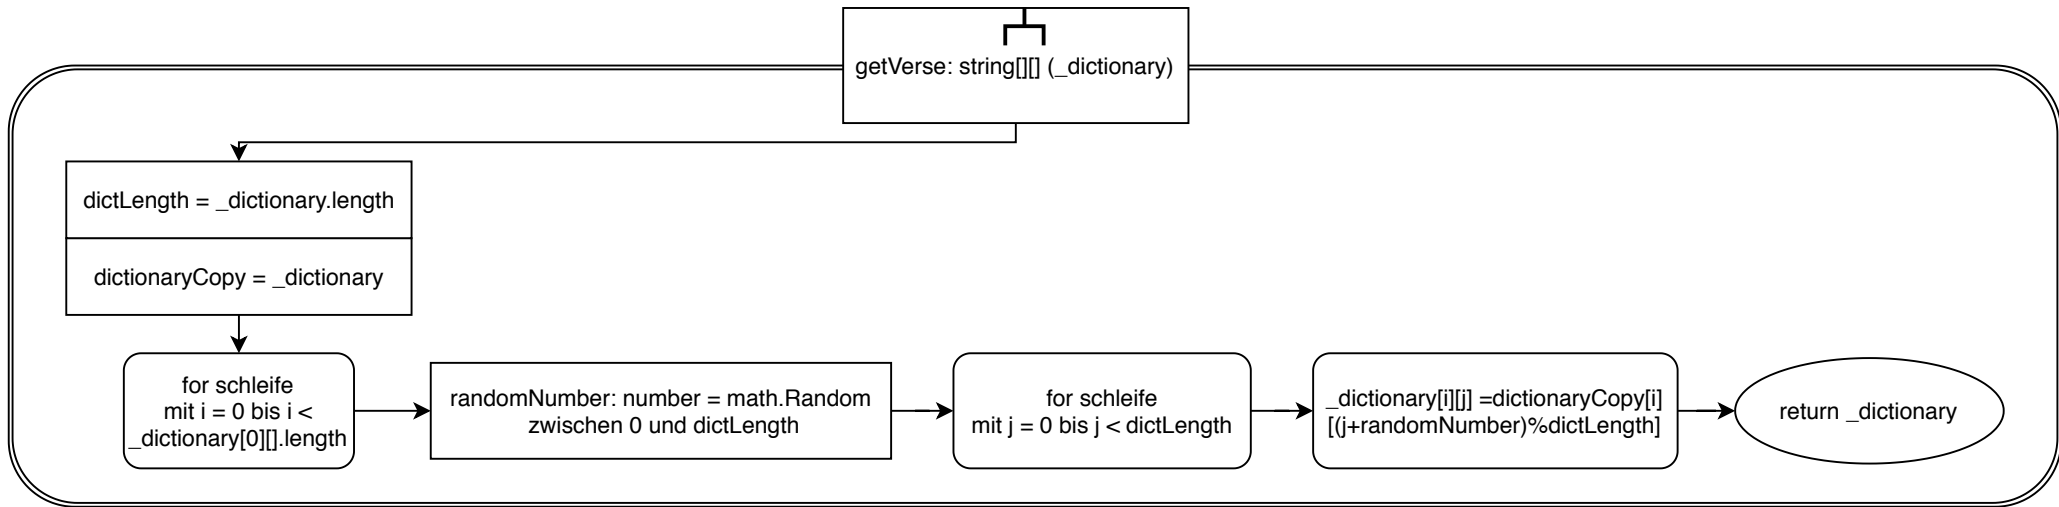 getVerse: string[][] (_dictionary)
dictLength = _dictionary.length
dictionaryCopy = _dictionary
for schleife
mit i = 0 bis i <
_dictionary[0][].length
randomNumber: number = math.Random
zwischen 0 und dictLength
for schleife
mit j = 0 bis j < dictLength
_dictionary[i][j] =dictionaryCopy[i]
[(j+randomNumber)%dictLength]
return _dictionary